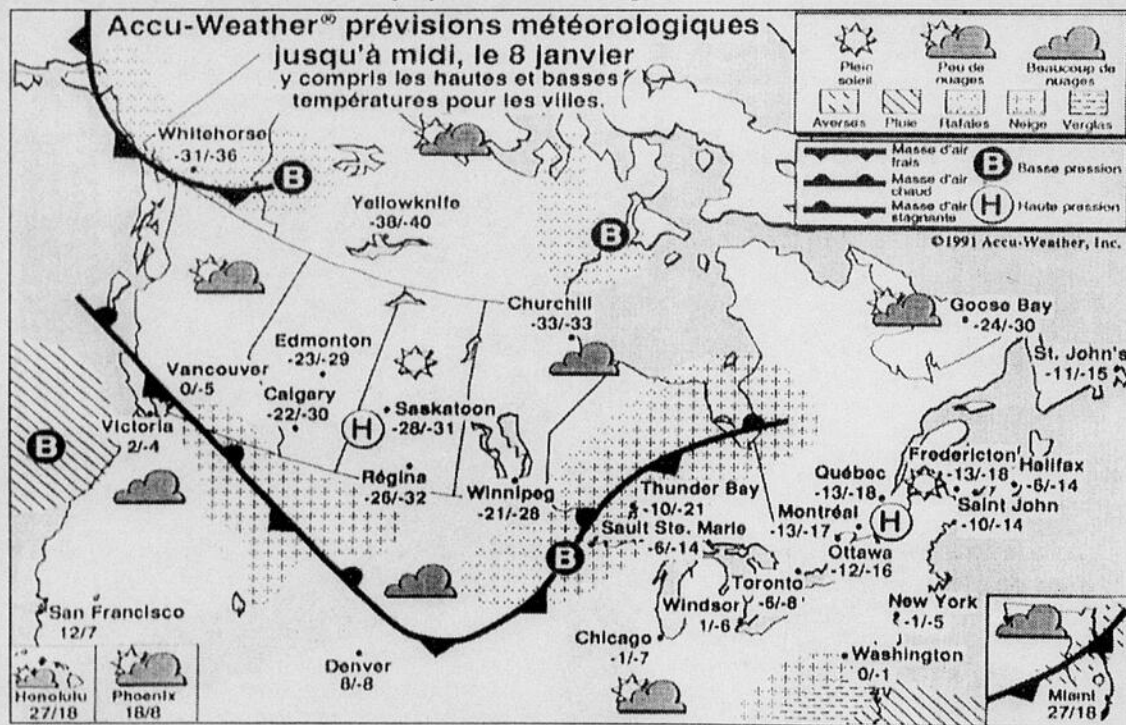 Accu-Weather® prévisions météorologiques
jusqu'à midi, le 8 janvier
y compris les hautes et basses
températures pour les villes.
Plein
soleil
Peu de
nuages
Beaucoup de
nuages
Averses
Pluie
Rafales
Neige
Verglas
Masse d'air
frais
Masse d'air
chaud
Masse d'air
stagnante
B
Basse pression
H
Haute pression
©1991 Accu-Weather, Inc.
Whitehorse
-31/-36
B
Yellowknife
-38/-40
B
Churchill
-33/-33
Goose Bay
-24/-30
St. John's
-11/-15
Edmonton
-23/-29
Vancouver
0/-5
Calgary
-22/-30
H
Saskatoon
-28/-31
Victoria
2/-4
B
Régina
-26/-32
Winnipeg
-21/-28
Thunder Bay
-10/-21
Sault Ste. Marie
-6/-14
B
Québec
-13/-18
Fredericton
-13/-18
Halifax
-6/-14
Saint John
-10/-14
Montréal
-13/-17
H
Ottawa
-12/-16
Toronto
-6/-8
Windsor
1/-6
New York
-1/-5
Chicago
-1/-7
Washington
0/-1
San Francisco
12/7
Denver
8/-8
Honolulu
27/18
Phoenix
18/8
Miami
27/18